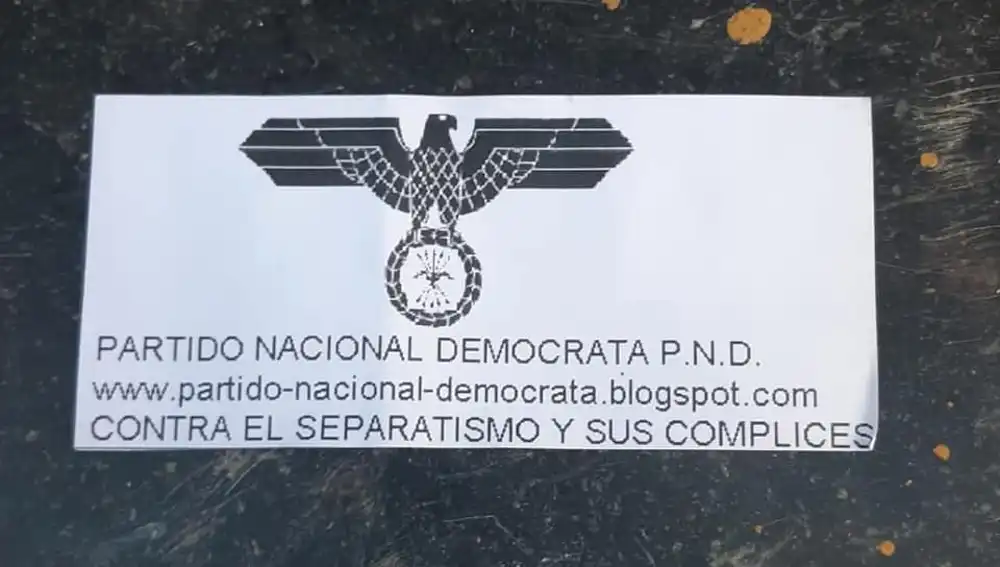 PARTIDO NACIONAL DEMOCRATA P.N.D.
www.partido-nacional-democrata.blogspot.com
CONTRA EL SEPARATISMO Y SUS COMPLICES